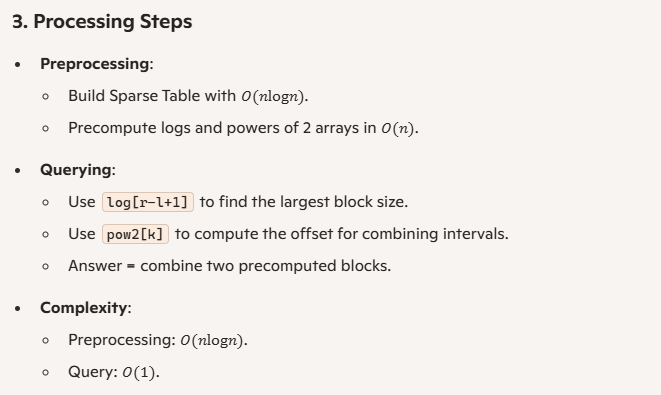 3. Processing Steps
• Preprocessing:
○ Build Sparse Table with O(nlogn).
○ Precompute logs and powers of 2 arrays in O(n).
• Querying:
○ Use log[r-l+1] to find the largest block size.
○ Use pow2[k] to compute the offset for combining intervals.
○ Answer = combine two precomputed blocks.
• Complexity:
○ Preprocessing: O(nlogn).
○ Query: O(1).